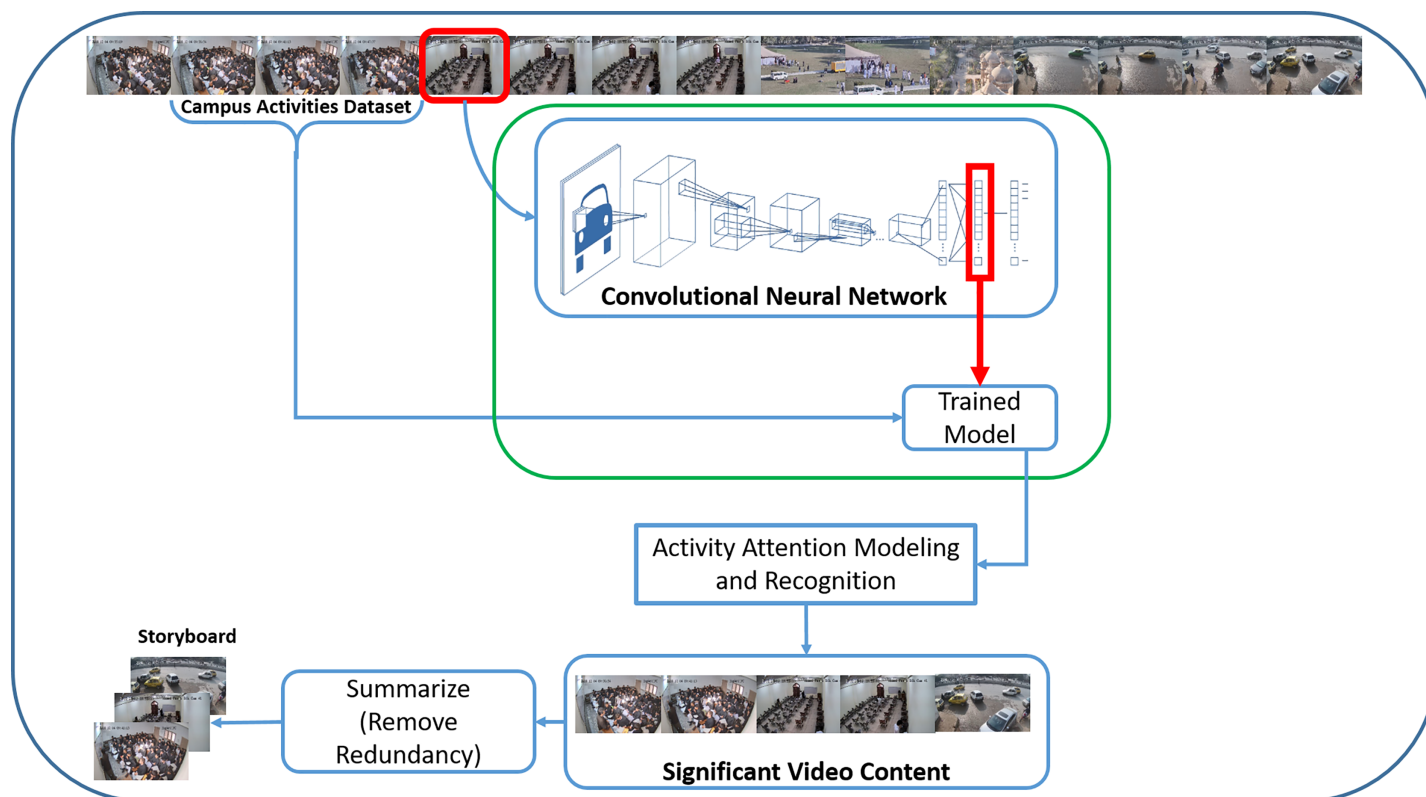 Campus Activities Dataset
Convolutional Neural Network
Trained
Model
Activity Attention Modeling
and Recognition
Storyboard
Summarize
(Remove
Redundancy)
Significant Video Content